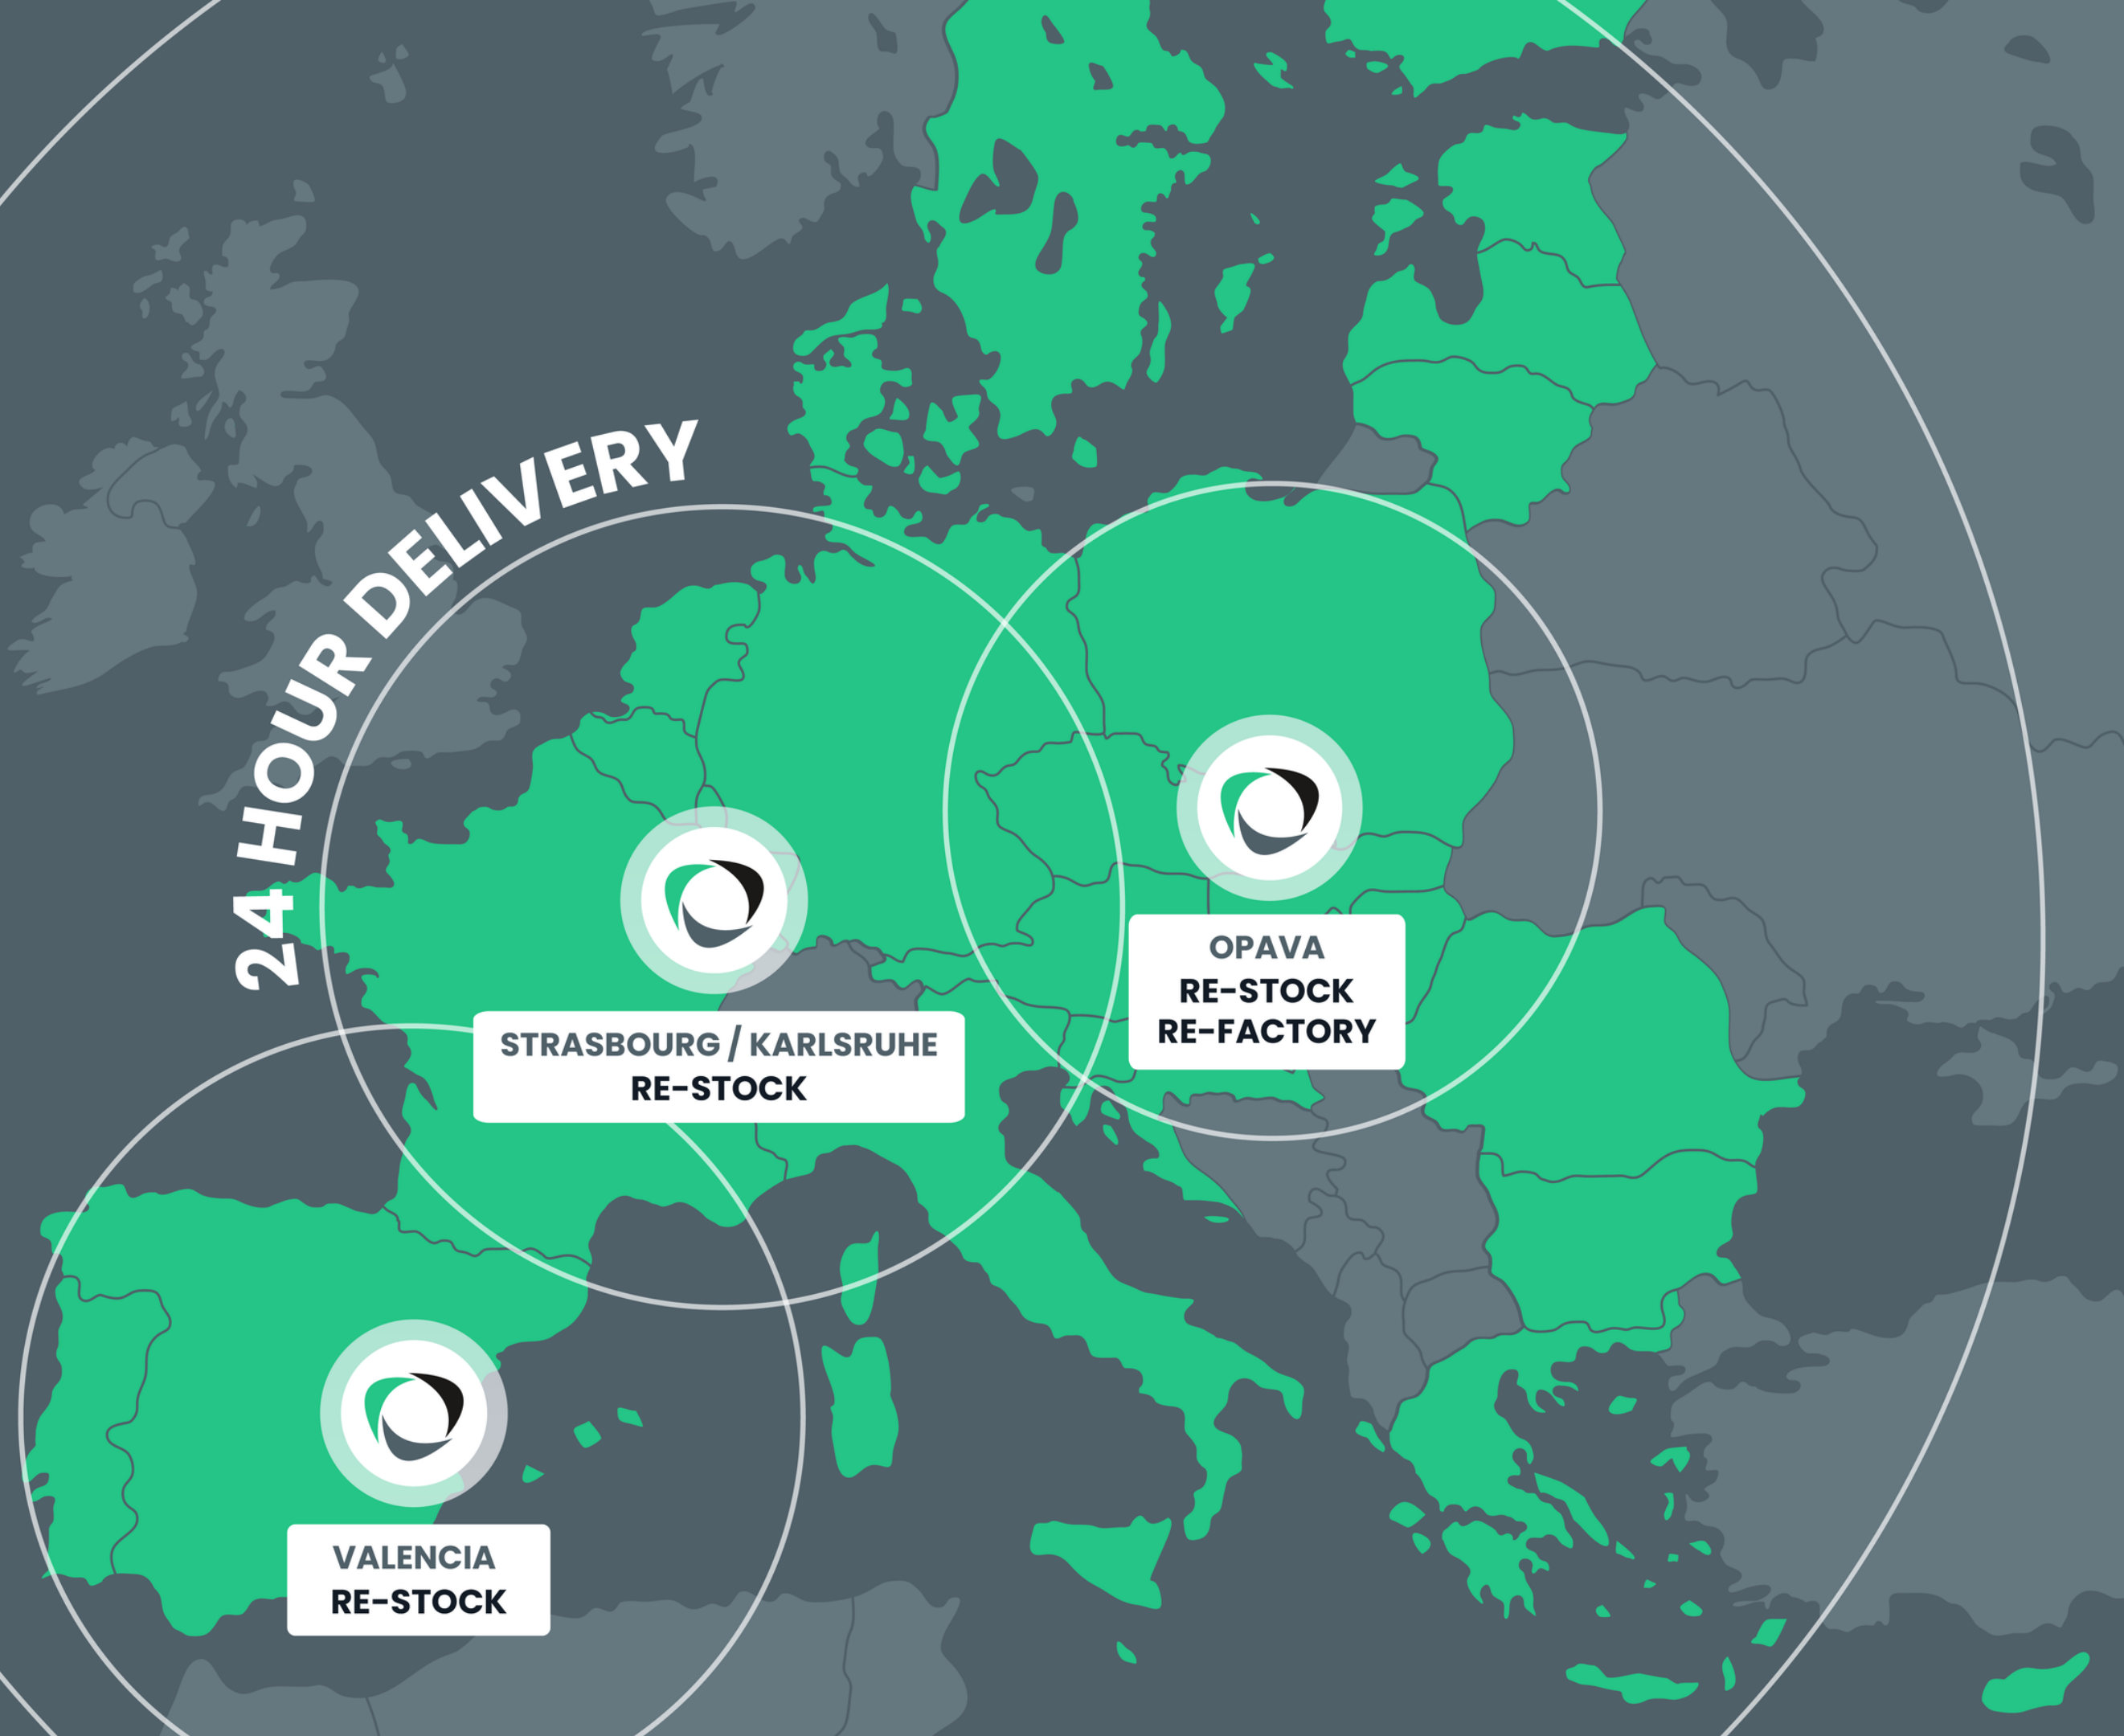 24 HOUR DELIVERY
OPAVA
RE-STOCK
RE-FACTORY
STRASBOURG / KARLSRUHE
RE-STOCK
VALENCIA
RE-STOCK